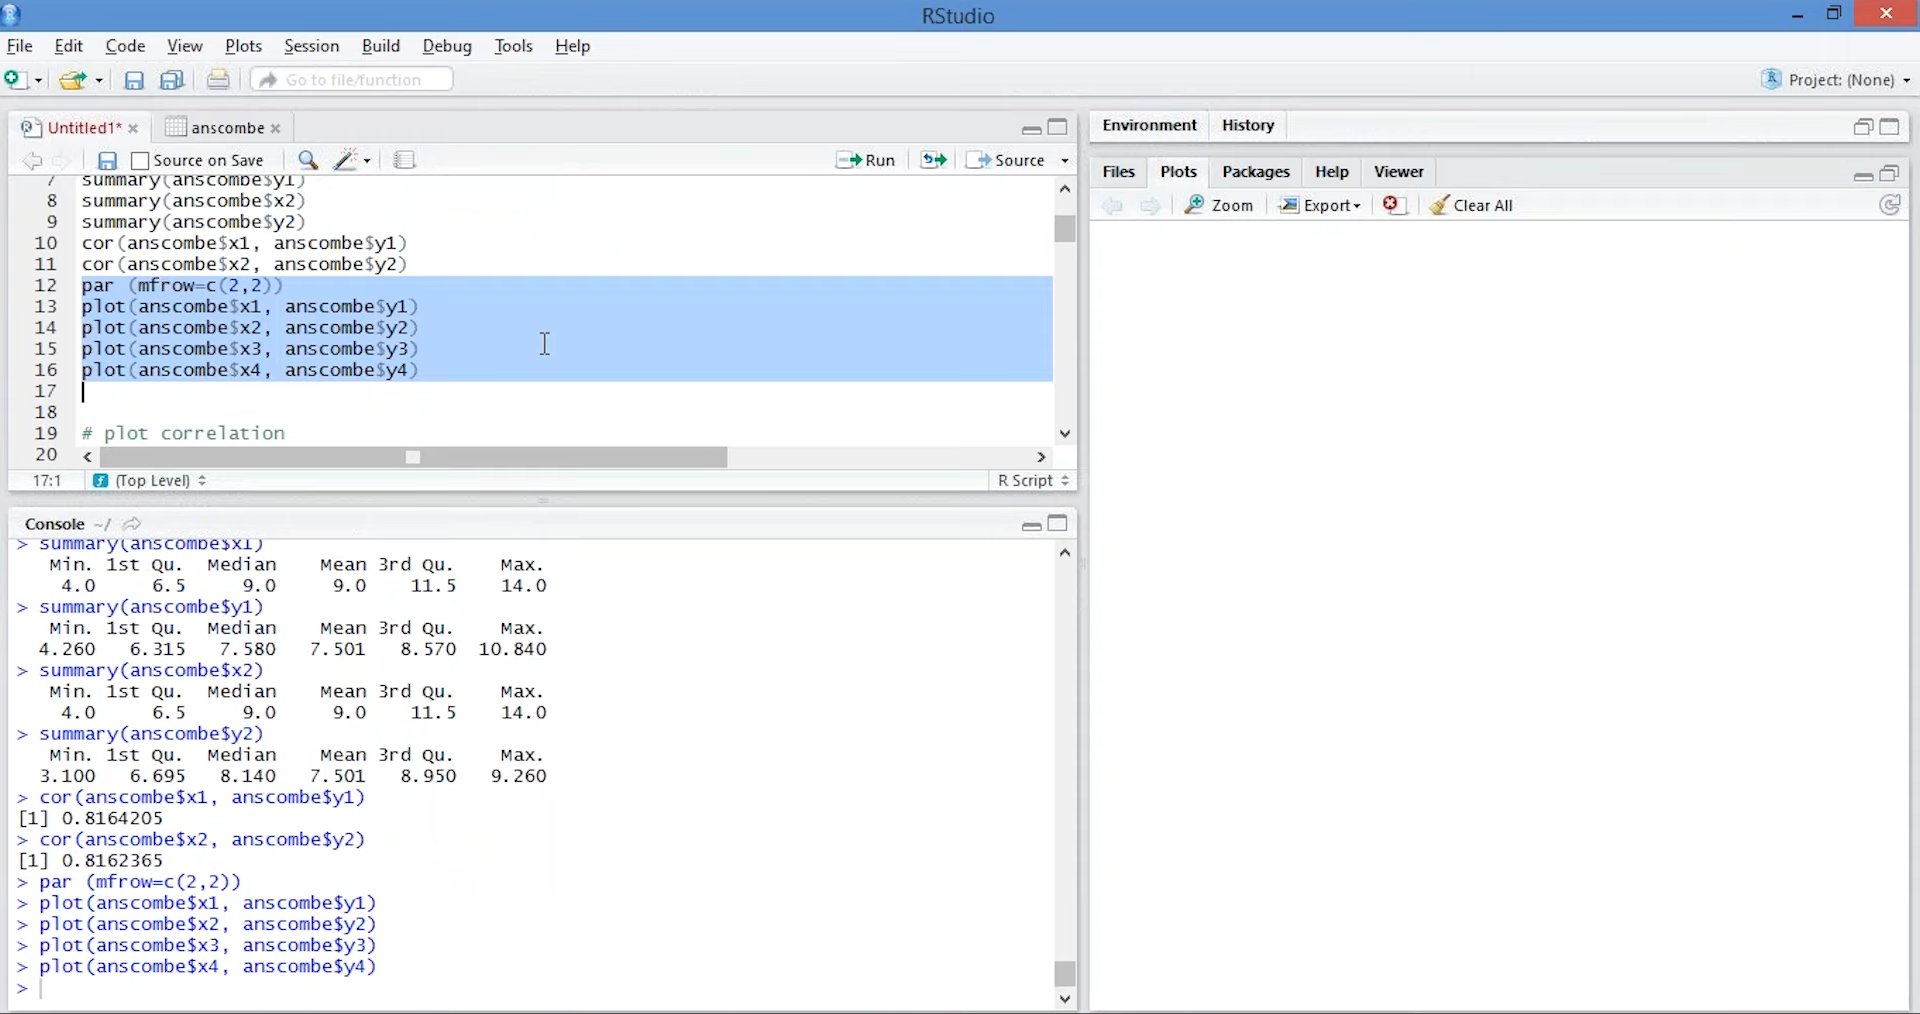 RStudio
File Edit Code View Plots Session Build Debug Tools Help
Go to file/function Project: (None)
Untitled1* anscombe
Source on Save Run Source
7 summary(anscombe$y1)
8 summary(anscombe$x2)
9 summary(anscombe$y2)
10 cor(anscombe$x1, anscombe$y1)
11 cor(anscombe$x2, anscombe$y2)
12 par (mfrow=c(2,2))
13 plot(anscombe$x1, anscombe$y1)
14 plot(anscombe$x2, anscombe$y2)
15 plot(anscombe$x3, anscombe$y3)
16 plot(anscombe$x4, anscombe$y4)
17
18
19 # plot correlation
20
17:1 (Top Level) R Script
Console ~/
> summary(anscombe$x1)
Min. 1st Qu. Median Mean 3rd Qu. Max.
4.0 6.5 9.0 9.0 11.5 14.0
> summary(anscombe$y1)
Min. 1st Qu. Median Mean 3rd Qu. Max.
4.260 6.315 7.580 7.501 8.570 10.840
> summary(anscombe$x2)
Min. 1st Qu. Median Mean 3rd Qu. Max.
4.0 6.5 9.0 9.0 11.5 14.0
> summary(anscombe$y2)
Min. 1st Qu. Median Mean 3rd Qu. Max.
3.100 6.695 8.140 7.501 8.950 9.260
> cor(anscombe$x1, anscombe$y1)
[1] 0.8164205
> cor(anscombe$x2, anscombe$y2)
[1] 0.8162365
> par (mfrow=c(2,2))
> plot(anscombe$x1, anscombe$y1)
> plot(anscombe$x2, anscombe$y2)
> plot(anscombe$x3, anscombe$y3)
> plot(anscombe$x4, anscombe$y4)
>
Environment History
Files Plots Packages Help Viewer
Zoom Export Clear All